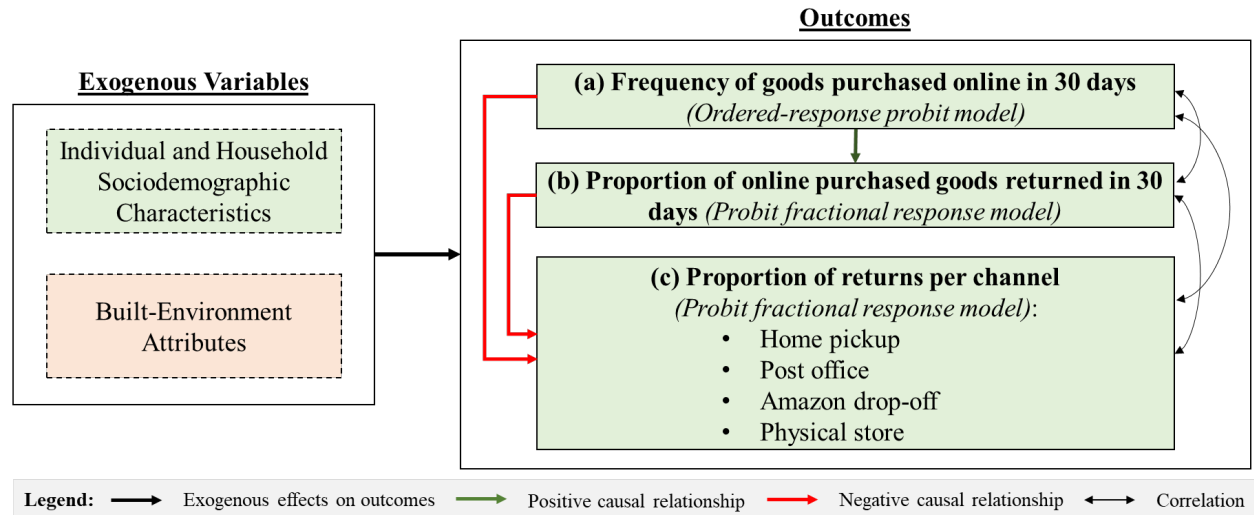 Outcomes
Exogenous Variables
Individual and Household
Sociodemographic
Characteristics
Built-Environment
Attributes
(a) Frequency of goods purchased online in 30 days
(Ordered-response probit model)
(b) Proportion of online purchased goods returned in 30
days (Probit fractional response model)
(c) Proportion of returns per channel
(Probit fractional response model):
• Home pickup
• Post office
• Amazon drop-off
• Physical store
Legend: Exogenous effects on outcomes Positive causal relationship Negative causal relationship Correlation